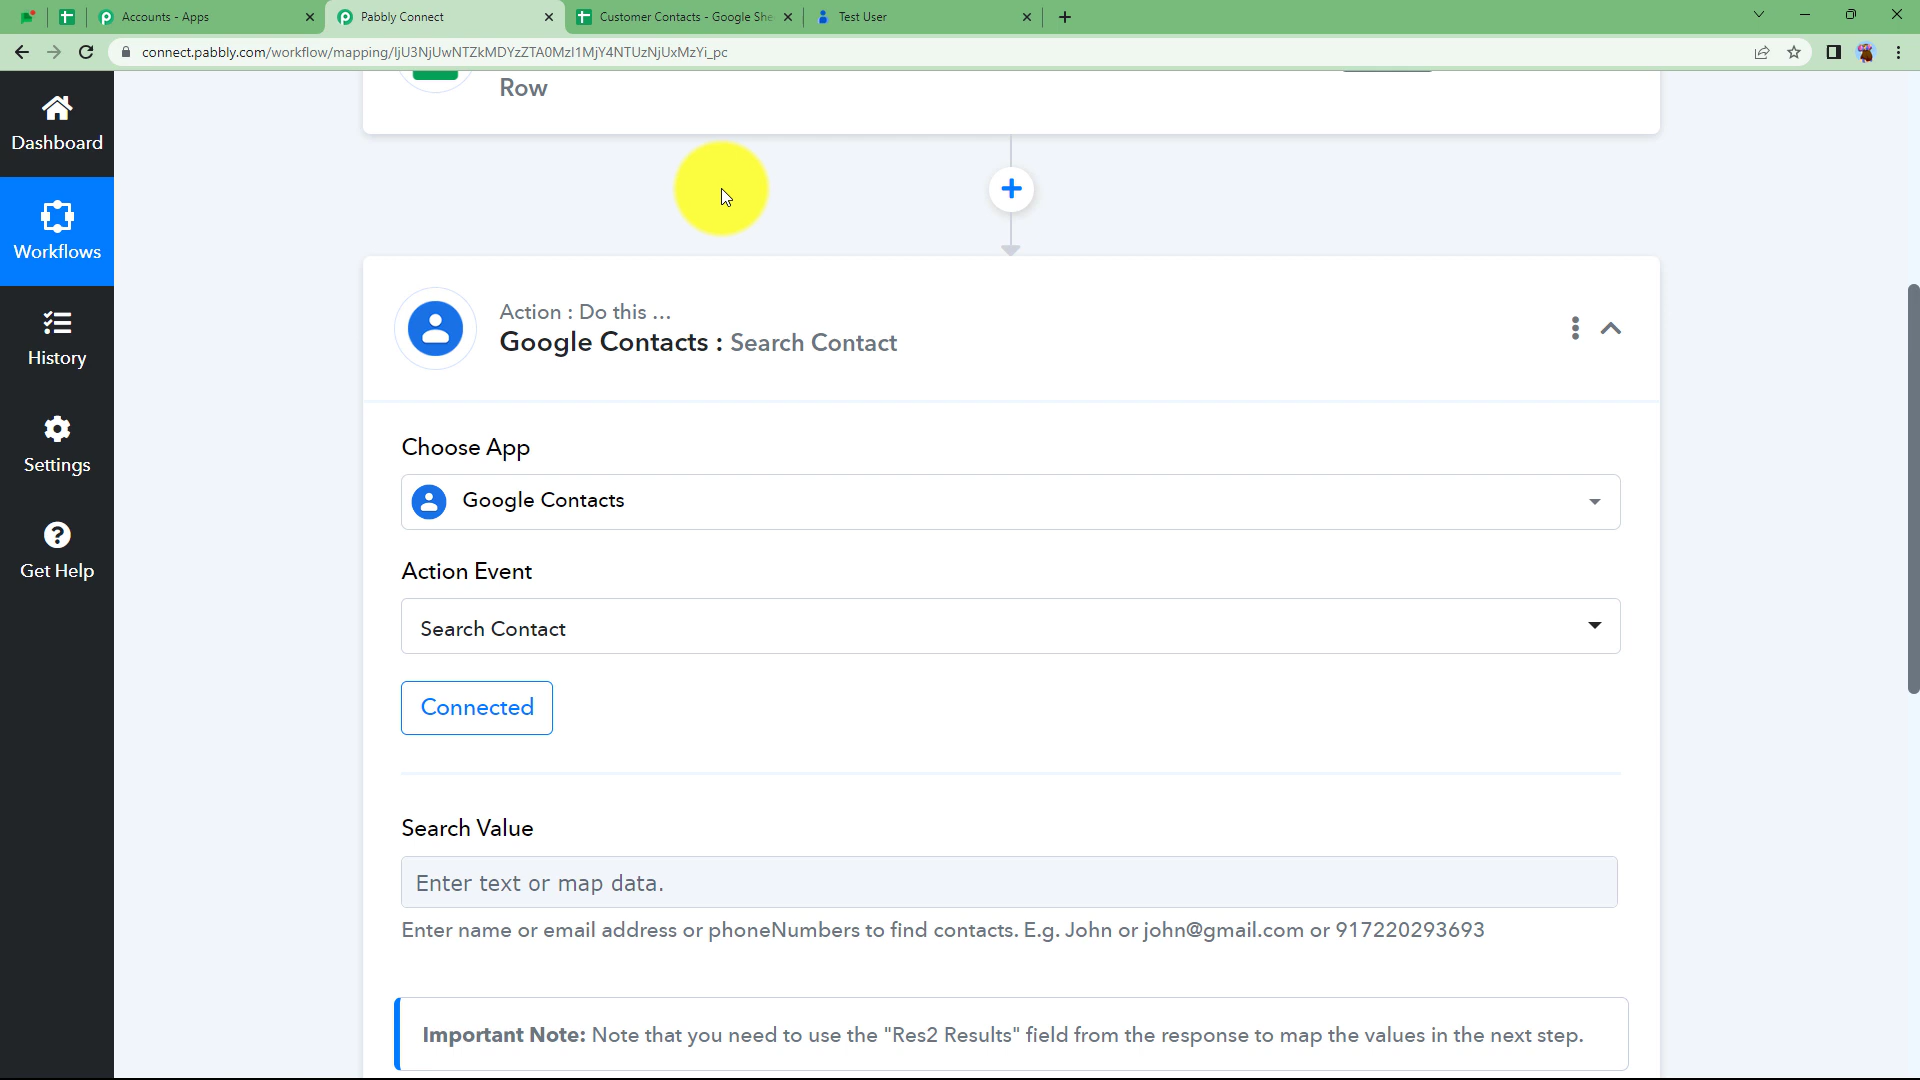 Accounts - Apps
Pabbly Connect
Customer Contacts - Google She
Test User
connect.pabbly.com/workflow/mapping/IjU3NjUwNTZkMDYzZTA0MzI1MjY4NTUzNjUxMzYi_pc
Dashboard
Workflows
History
Settings
Get Help
Row
Action : Do this ...
Google Contacts : Search Contact
Choose App
Google Contacts
Action Event
Search Contact
Connected
Search Value
Enter text or map data.
Enter name or email address or phoneNumbers to find contacts. E.g. John or john@gmail.com or 917220293693
Important Note: Note that you need to use the "Res2 Results" field from the response to map the values in the next step.